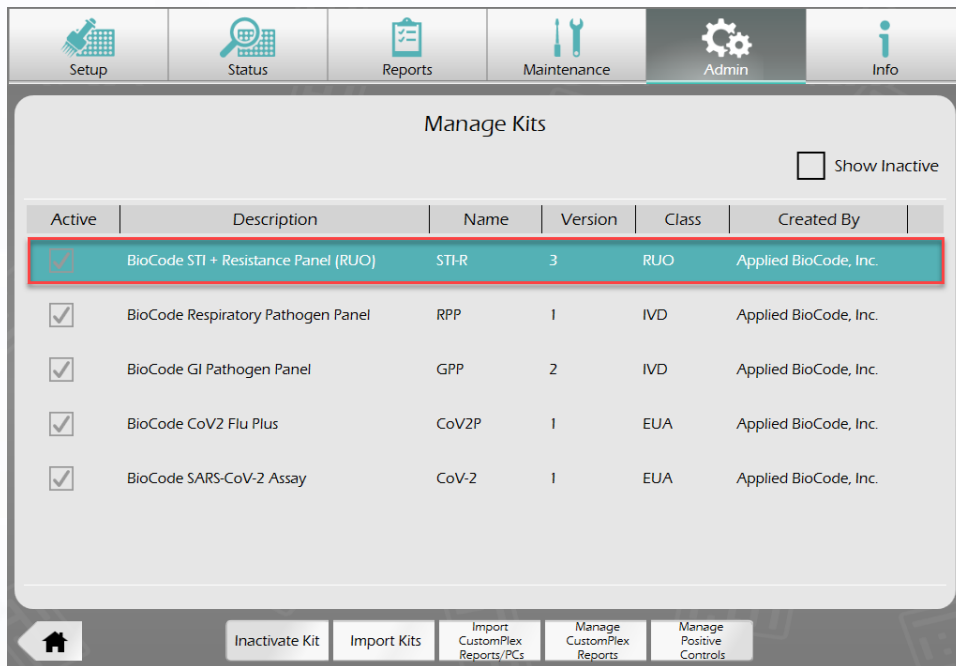 Setup Status Reports Maintenance Admin Info
Manage Kits
Show Inactive
Active Description Name Version Class Created By
BioCode STI + Resistance Panel (RUO) STI-R 3 RUO Applied BioCode, Inc.
BioCode Respiratory Pathogen Panel RPP 1 IVD Applied BioCode, Inc.
BioCode GI Pathogen Panel GPP 2 IVD Applied BioCode, Inc.
BioCode CoV2 Flu Plus CoV2P 1 EUA Applied BioCode, Inc.
BioCode SARS-CoV-2 Assay CoV-2 1 EUA Applied BioCode, Inc.
Inactivate Kit
Import Kits
Import
CustomPlex
Reports/PCs
Manage
CustomPlex
Reports
Manage
Positive
Controls